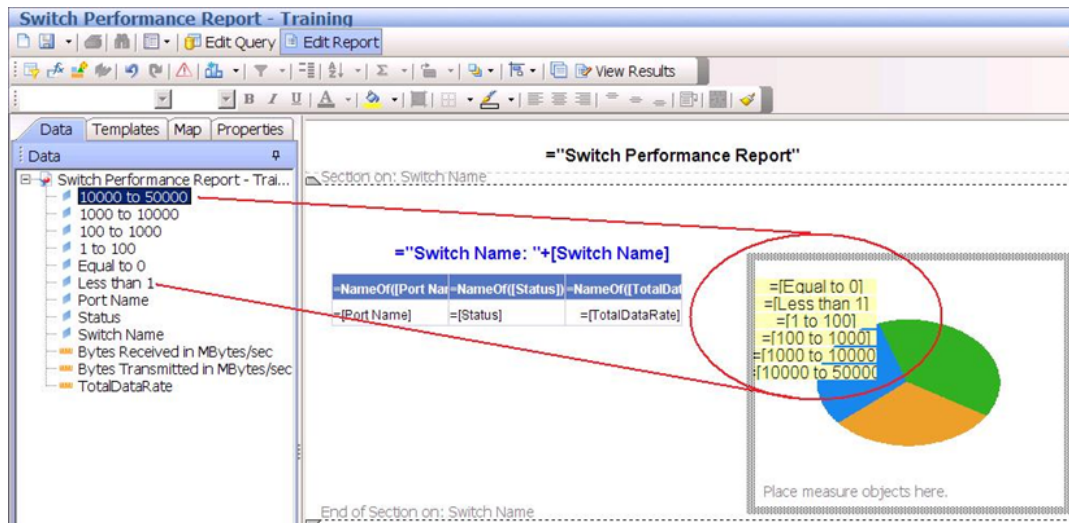 Switch Performance Report - Training
Edit Query Edit Report
View Results
B I U A
Data Templates Map Properties
Data
Switch Performance Report - Trai...
10000 to 50000
1000 to 10000
100 to 1000
1 to 100
Equal to 0
Less than 1
Port Name
Status
Switch Name
Bytes Received in MBytes/sec
Bytes Transmitted in MBytes/sec
TotalDataRate
="Switch Performance Report"
Section on: Switch Name
="Switch Name: "+[Switch Name]
=NameOf([Port Nar =NameOf([Status]) =NameOf([TotalDat
=[Port Name] =[Status] =[TotalDataRate]
=[Equal to 0]
=[Less than 1]
=[1 to 100]
=[100 to 1000]
=[1000 to 10000
=[10000 to 50000
Place measure objects here.
End of Section on: Switch Name